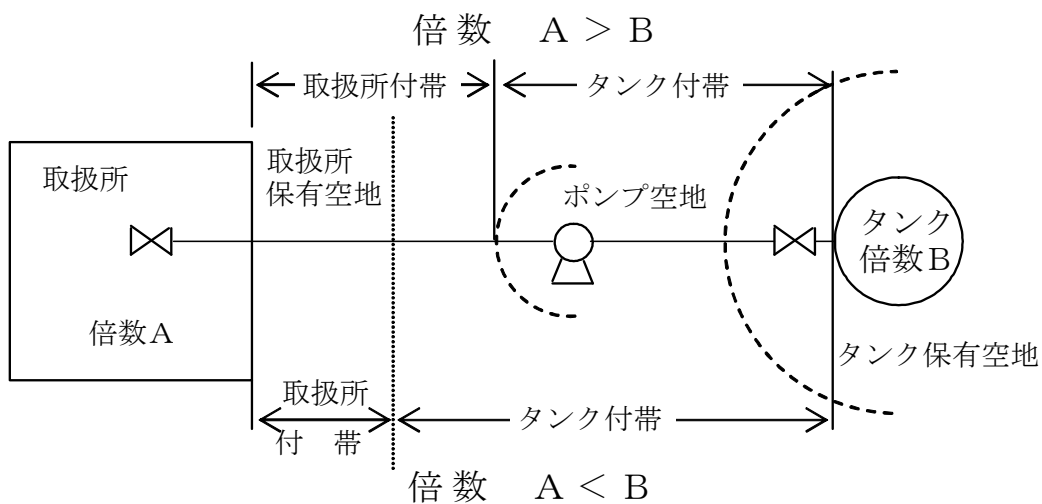 倍数 A＞B
取扱所付帯
タンク付帯
取扱所
取扱所
保有空地
ポンプ空地
タンク
倍数B
倍数A
タンク保有空地
取扱所
付 帯
タンク付帯
倍数 A＜B